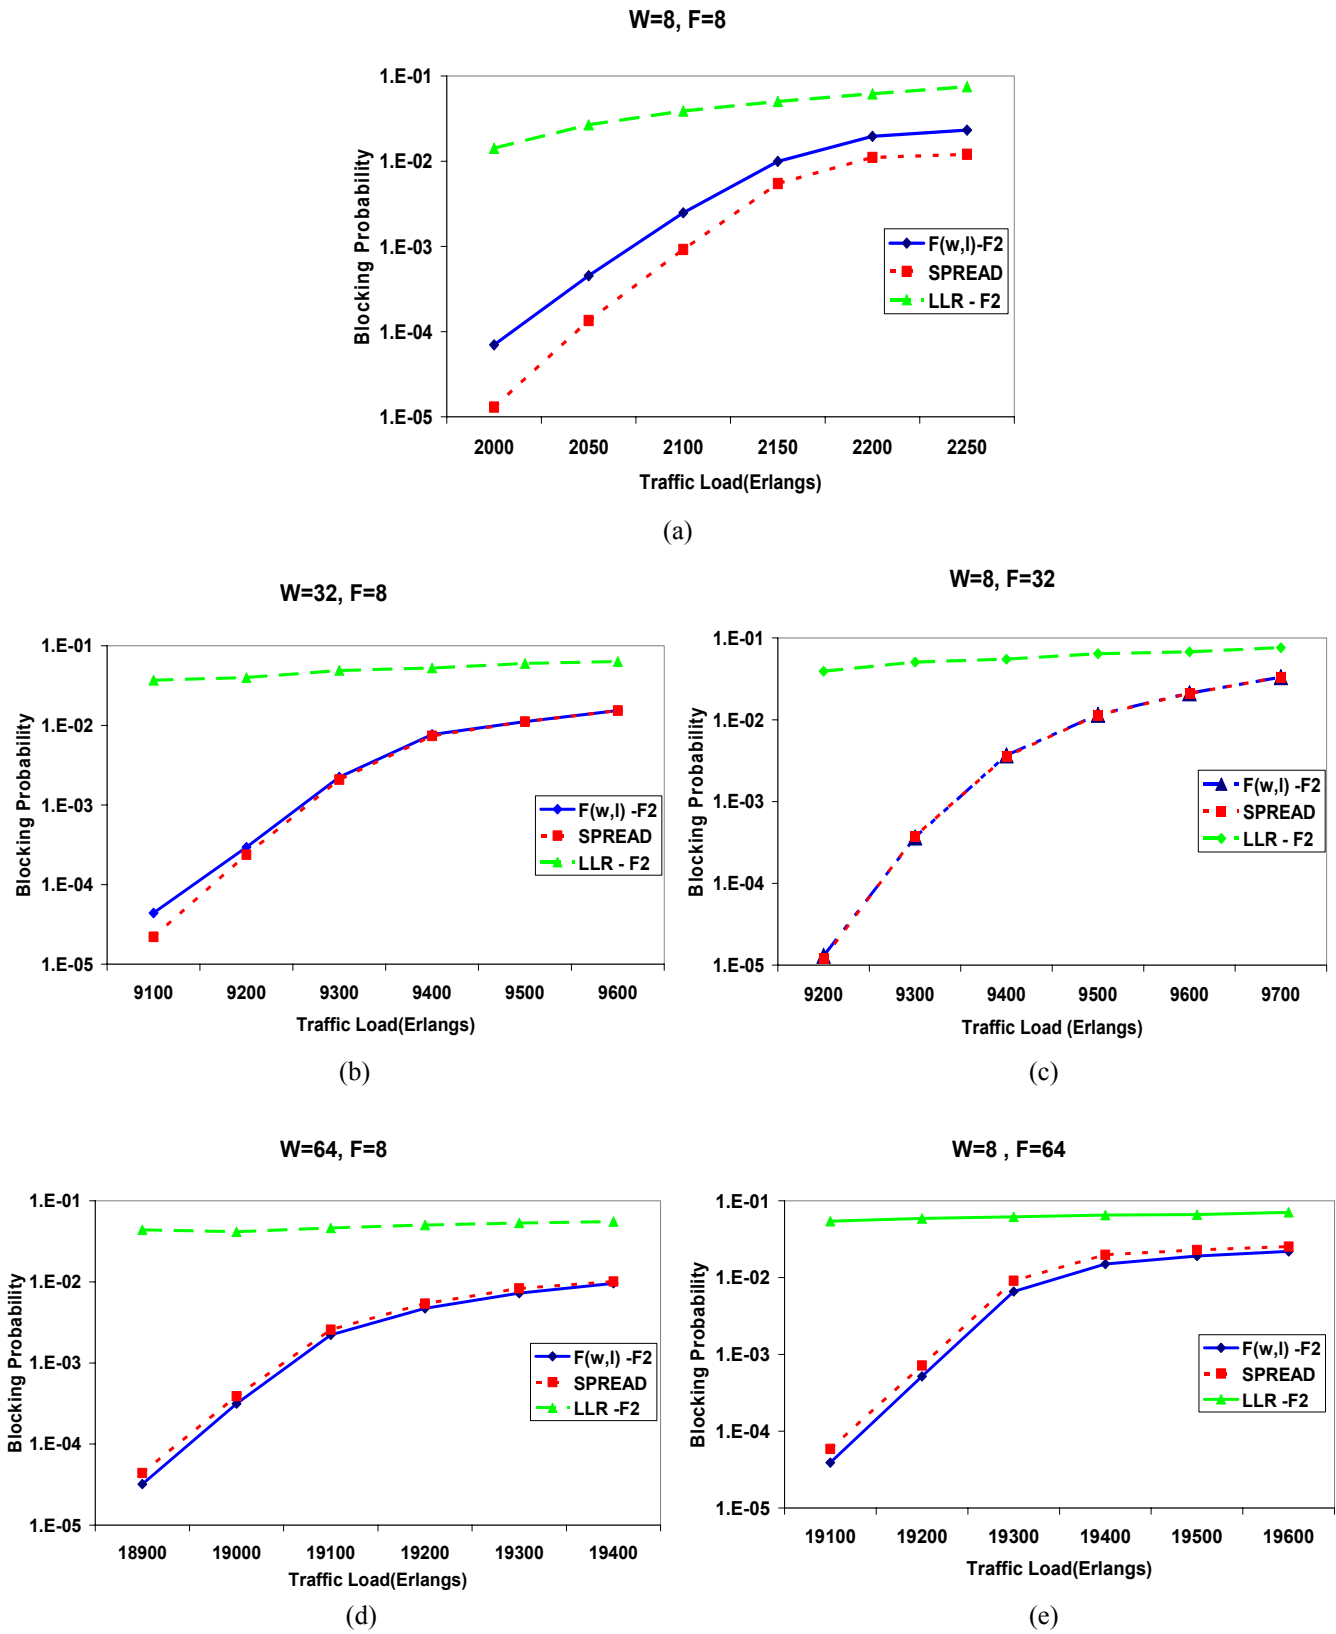 W=8, F=8
1.E-01
1.E-02
1.E-03
1.E-04
1.E-05
Blocking Probability
F(w,l)-F2
SPREAD
LLR - F2
2000 2050 2100 2150 2200 2250
Traffic Load(Erlangs)
(a)
W=32, F=8
1.E-01
1.E-02
1.E-03
1.E-04
1.E-05
Blocking Probability
F(w,l) -F2
SPREAD
LLR - F2
9100 9200 9300 9400 9500 9600
Traffic Load(Erlangs)
(b)
W=8, F=32
1.E-01
1.E-02
1.E-03
1.E-04
1.E-05
Blocking Probability
F(w,l) -F2
SPREAD
LLR - F2
9200 9300 9400 9500 9600 9700
Traffic Load (Erlangs)
(c)
W=64, F=8
1.E-01
1.E-02
1.E-03
1.E-04
1.E-05
Blocking Probability
F(w,l) -F2
SPREAD
LLR -F2
18900 19000 19100 19200 19300 19400
Traffic Load(Erlangs)
(d)
W=8 , F=64
1.E-01
1.E-02
1.E-03
1.E-04
1.E-05
Blocking Probability
F(w,l) -F2
SPREAD
LLR -F2
19100 19200 19300 19400 19500 19600
Traffic Load(Erlangs)
(e)